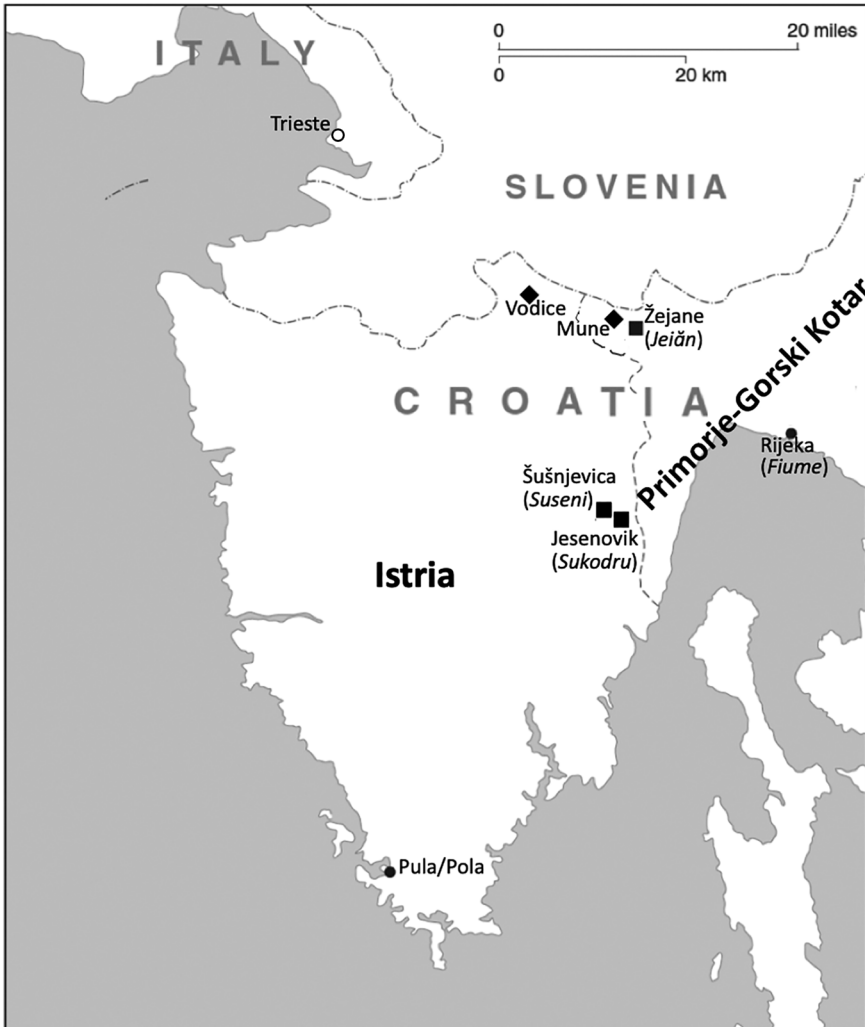 0 20 miles
0 20 km
ITALY
Trieste
SLOVENIA
Vodice
Mune
Žejane
(Jeiăn)
CROATIA
Primorje-Gorski Kotar
Rijeka
(Fiume)
Šušnjevica
(Suseni)
Jesenovik
(Sukodru)
Istria
Pula/Pola